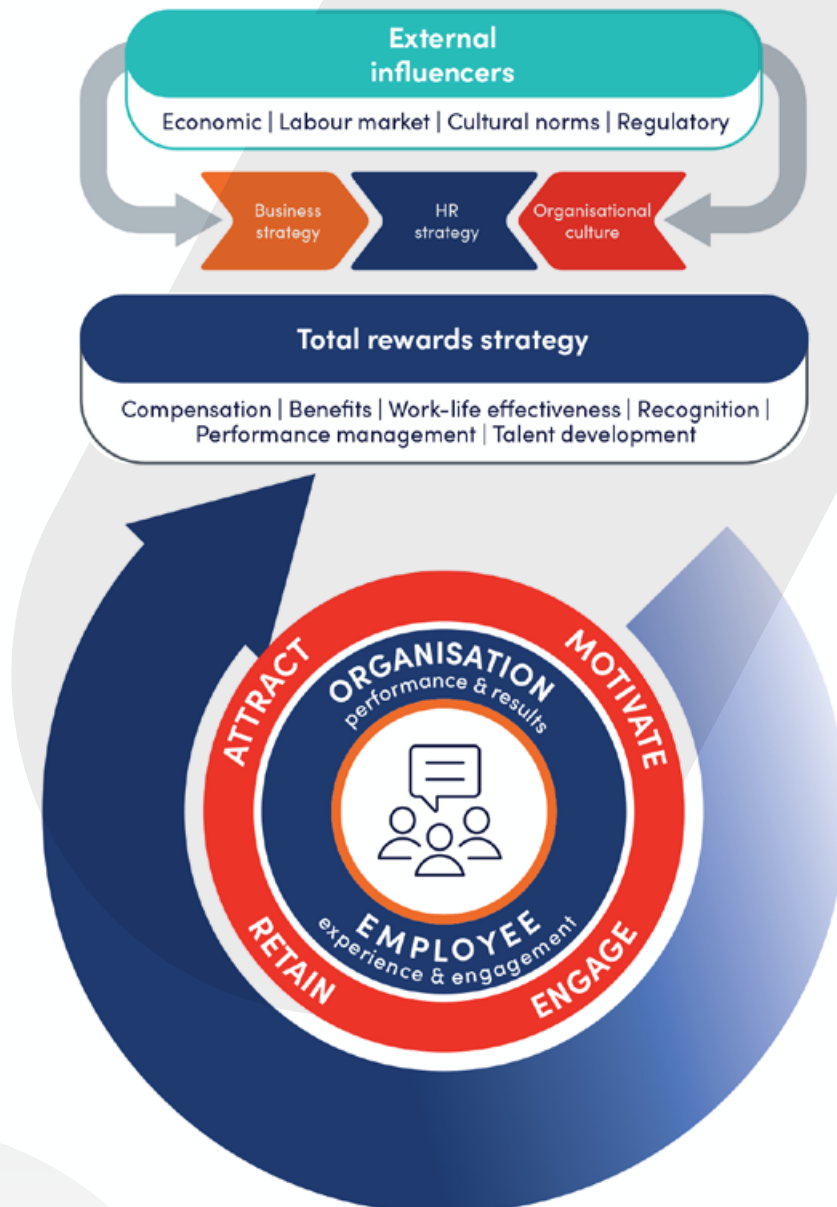 External
influencers
Economic | Labour market | Cultural norms | Regulatory
Business
strategy
HR
strategy
Organisational
culture
Total rewards strategy
Compensation | Benefits | Work-life effectiveness | Recognition |
Performance management | Talent development
ATTRACT
MOTIVATE
ORGANISATION
performance & results
EMPLOYEE
experience & engagement
RETAIN
ENGAGE